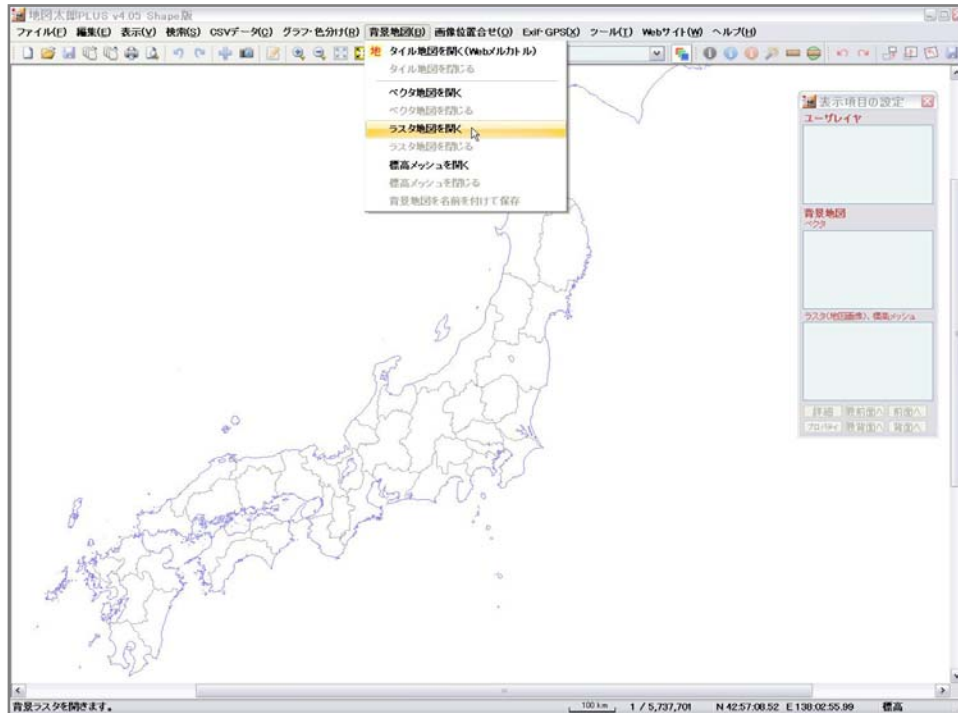 地図太郎PLUS v4.05 Shape版
ファイル(F) 編集(E) 表示(V) 検索(S) CSVデータ(C) グラフ・色分け(R) 背景地図(B) 画像位置合せ(O) Exif・GPS(X) ツール(T) Webサイト(W) ヘルプ(H)
地 タイル地図を開く(Webメルカトル)
タイル地図を閉じる
ベクタ地図を開く
ベクタ地図を閉じる
ラスタ地図を開く
ラスタ地図を閉じる
標高メッシュを開く
標高メッシュを閉じる
背景地図を名前を付けて保存
表示項目の設定
ユーザレイヤ
背景地図
ベクタ
ラスタ(地図画像)、標高メッシュ
詳細 最前面へ 前面へ
プロパティ 最背面へ 背面へ
背景ラスタを開きます。 100 km 1 / 5,737,701 N 42:57:08.52 E 138:02:55.99 標高